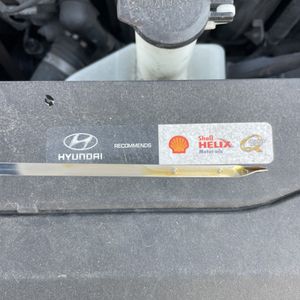 HYUNDAI
RECOMMENDS
Shell
HELIX
Motor oils